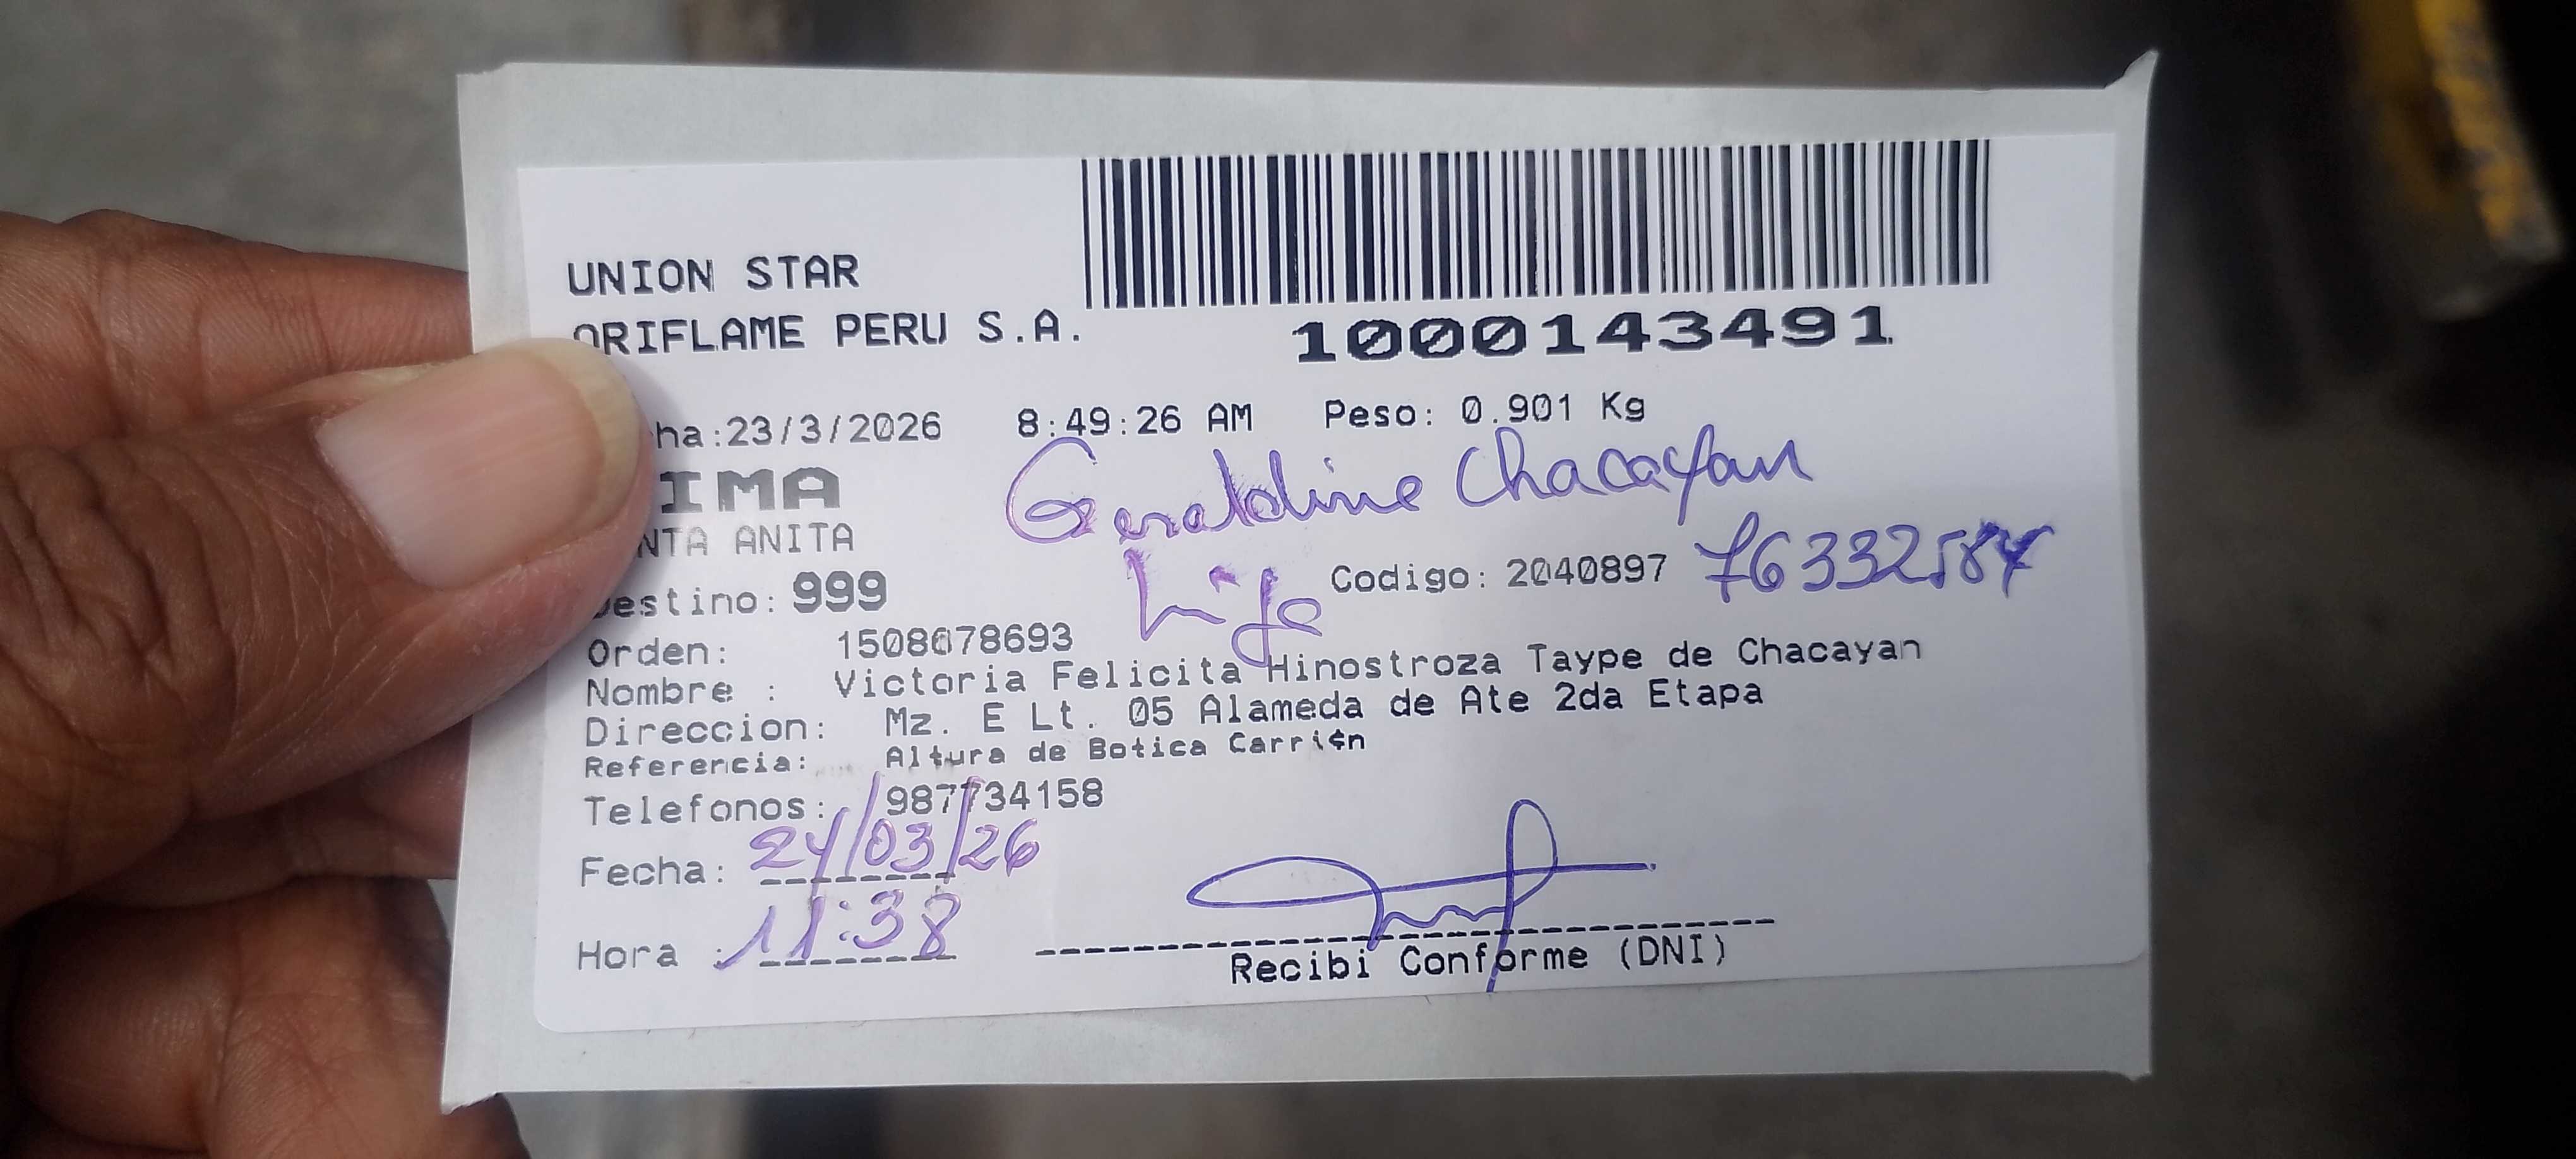 UNION STAR
ORIFLAME PERU S.A.
1000143491
ha:23/3/2026 8:49:26 AM Peso: 0.901 Kg
IMA
Geraldine Chacayan
NTA ANITA
Hija
Codigo: 2040897 76332584
estino: 999
Orden: 1508678693
Nombre : Victoria Felicita Hinostroza Taype de Chacayan
Direccion: Mz. E Lt. 05 Alameda de Ate 2da Etapa
Referencia: Altura de Botica Carri¢n
Telefonos: 987734158
Fecha: 24/03/26
Hora : 11:38
Recibi Conforme (DNI)